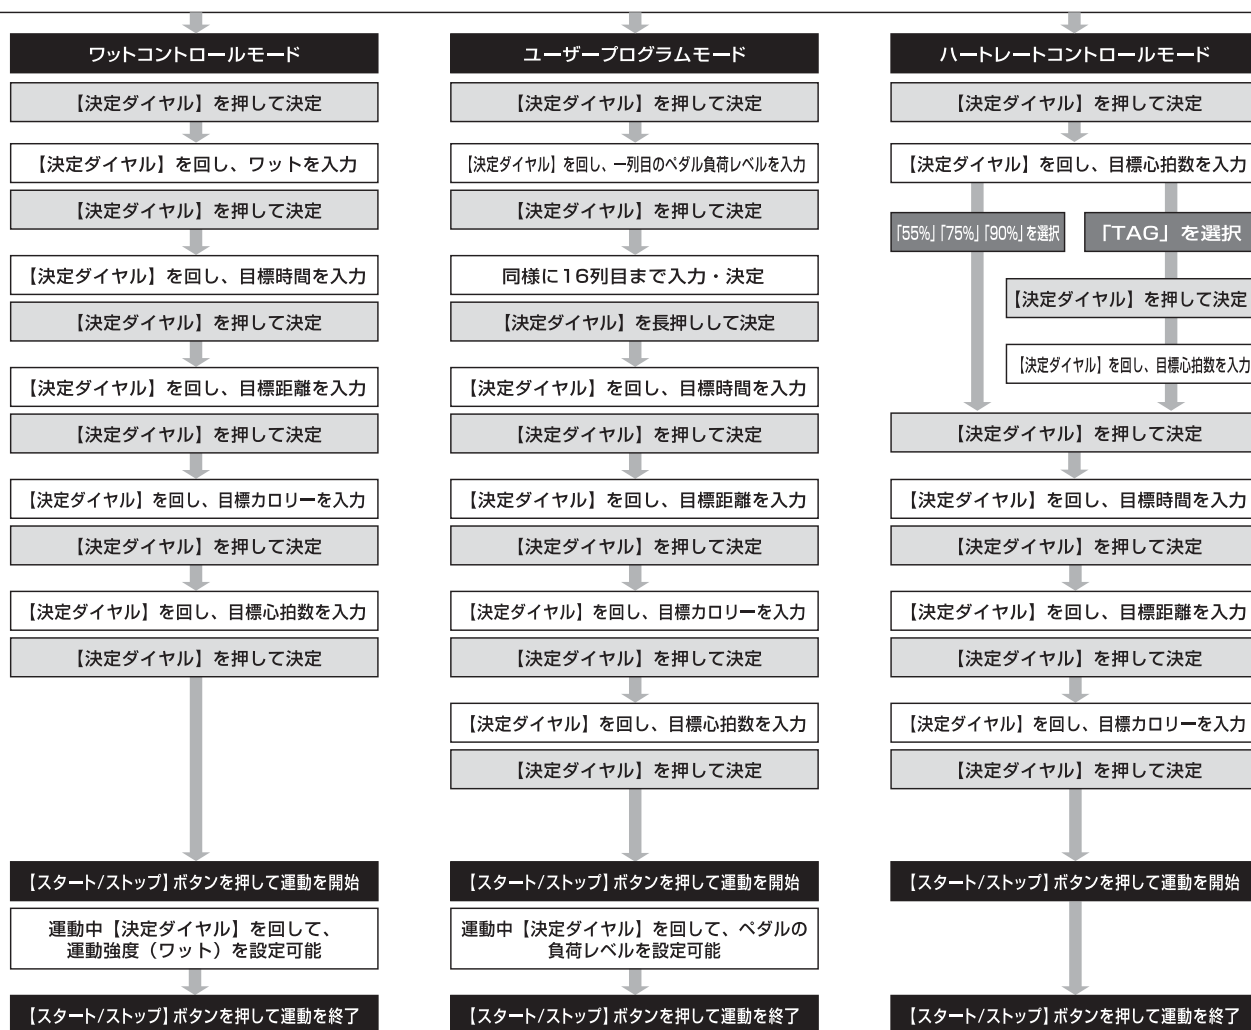 ワットコントロールモード
【決定ダイヤル】を押して決定
【決定ダイヤル】を回し、ワットを入力
【決定ダイヤル】を押して決定
【決定ダイヤル】を回し、目標時間を入力
【決定ダイヤル】を押して決定
【決定ダイヤル】を回し、目標距離を入力
【決定ダイヤル】を押して決定
【決定ダイヤル】を回し、目標カロリーを入力
【決定ダイヤル】を押して決定
【決定ダイヤル】を回し、目標心拍数を入力
【決定ダイヤル】を押して決定
【スタート/ストップ】ボタンを押して運動を開始
運動中【決定ダイヤル】を回して、
運動強度（ワット）を設定可能
【スタート/ストップ】ボタンを押して運動を終了
ユーザープログラムモード
【決定ダイヤル】を押して決定
【決定ダイヤル】を回し、一列目のペダル負荷レベルを入力
【決定ダイヤル】を押して決定
同様に16列目まで入力・決定
【決定ダイヤル】を長押しして決定
【決定ダイヤル】を回し、目標時間を入力
【決定ダイヤル】を押して決定
【決定ダイヤル】を回し、目標距離を入力
【決定ダイヤル】を押して決定
【決定ダイヤル】を回し、目標カロリーを入力
【決定ダイヤル】を押して決定
【決定ダイヤル】を回し、目標心拍数を入力
【決定ダイヤル】を押して決定
【スタート/ストップ】ボタンを押して運動を開始
運動中【決定ダイヤル】を回して、ペダルの
負荷レベルを設定可能
【スタート/ストップ】ボタンを押して運動を終了
ハートレートコントロールモード
【決定ダイヤル】を押して決定
【決定ダイヤル】を回し、目標心拍数を入力
「55%」「75%」「90%」を選択
「TAG」を選択
【決定ダイヤル】を押して決定
【決定ダイヤル】を回し、目標心拍数を入力
【決定ダイヤル】を押して決定
【決定ダイヤル】を回し、目標時間を入力
【決定ダイヤル】を押して決定
【決定ダイヤル】を回し、目標距離を入力
【決定ダイヤル】を押して決定
【決定ダイヤル】を回し、目標カロリーを入力
【決定ダイヤル】を押して決定
【スタート/ストップ】ボタンを押して運動を開始
【スタート/ストップ】ボタンを押して運動を終了